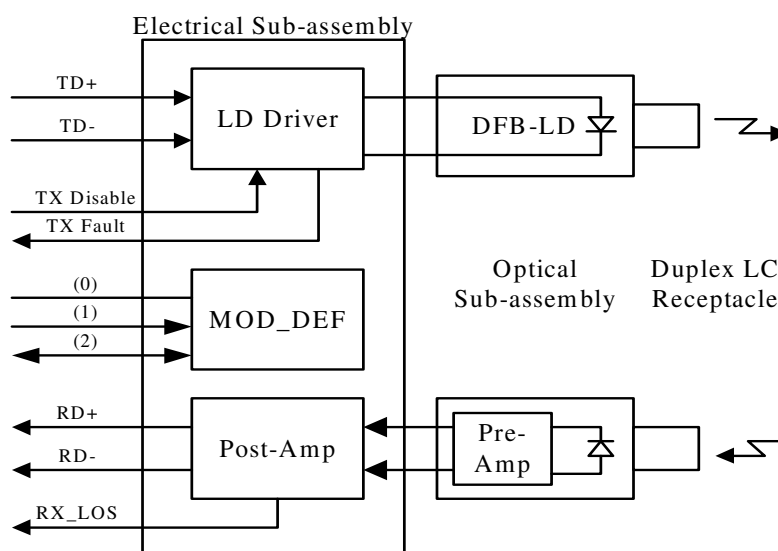 Electrical Sub-assembly
TD+
TD-
LD Driver
DFB-LD
TX Disable
TX Fault
(0)
(1)
(2)
MOD_DEF
Optical
Sub-assembly
Duplex LC
Receptacle
RD+
RD-
Post-Amp
Pre-
Amp
RX_LOS